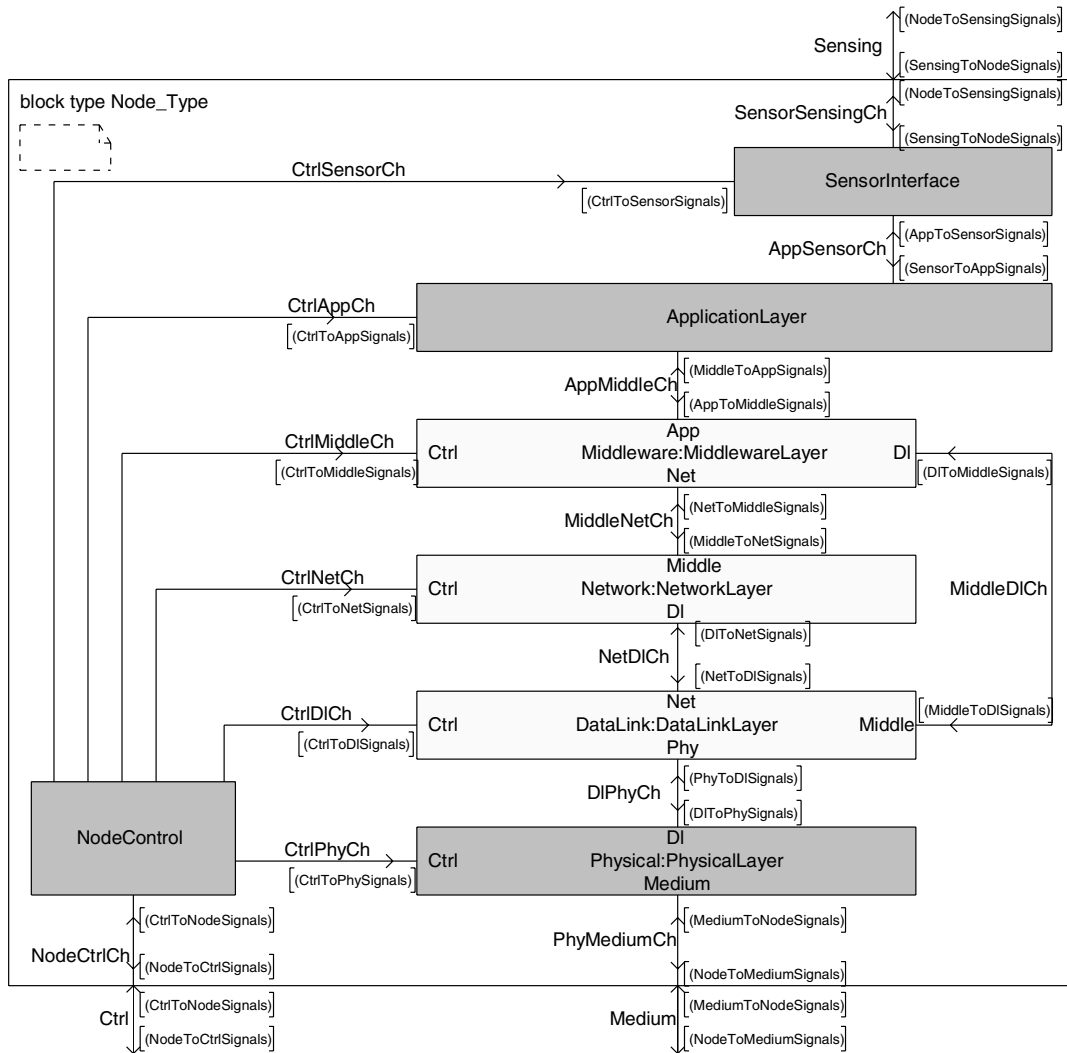 [(NodeToSensingSignals)]
Sensing
[(SensingToNodeSignals)]
block type Node_Type
[(NodeToSensingSignals)]
SensorSensingCh
[(SensingToNodeSignals)]
CtrlSensorCh
SensorInterface
[(CtrlToSensorSignals)]
[(AppToSensorSignals)]
AppSensorCh
[(SensorToAppSignals)]
CtrlAppCh
ApplicationLayer
[(CtrlToAppSignals)]
[(MiddleToAppSignals)]
AppMiddleCh
[(AppToMiddleSignals)]
App
CtrlMiddleCh
Ctrl
Middleware:MiddlewareLayer
Dl
[(CtrlToMiddleSignals)]
Net
[(DlToMiddleSignals)]
[(NetToMiddleSignals)]
MiddleNetCh
[(MiddleToNetSignals)]
Middle
CtrlNetCh
Ctrl
Network:NetworkLayer
MiddleDlCh
[(CtrlToNetSignals)]
Dl
[(DlToNetSignals)]
NetDlCh
[(NetToDlSignals)]
Net
[(MiddleToDlSignals)]
CtrlDlCh
Ctrl
DataLink:DataLinkLayer
Middle
[(CtrlToDlSignals)]
Phy
[(PhyToDlSignals)]
DlPhyCh
[(DlToPhySignals)]
NodeControl
Dl
CtrlPhyCh
Ctrl
Physical:PhysicalLayer
[(CtrlToPhySignals)]
Medium
[(CtrlToNodeSignals)]
[(MediumToNodeSignals)]
NodeCtrlCh
PhyMediumCh
[(NodeToCtrlSignals)]
[(NodeToMediumSignals)]
[(CtrlToNodeSignals)]
[(MediumToNodeSignals)]
Ctrl
Medium
[(NodeToCtrlSignals)]
[(NodeToMediumSignals)]